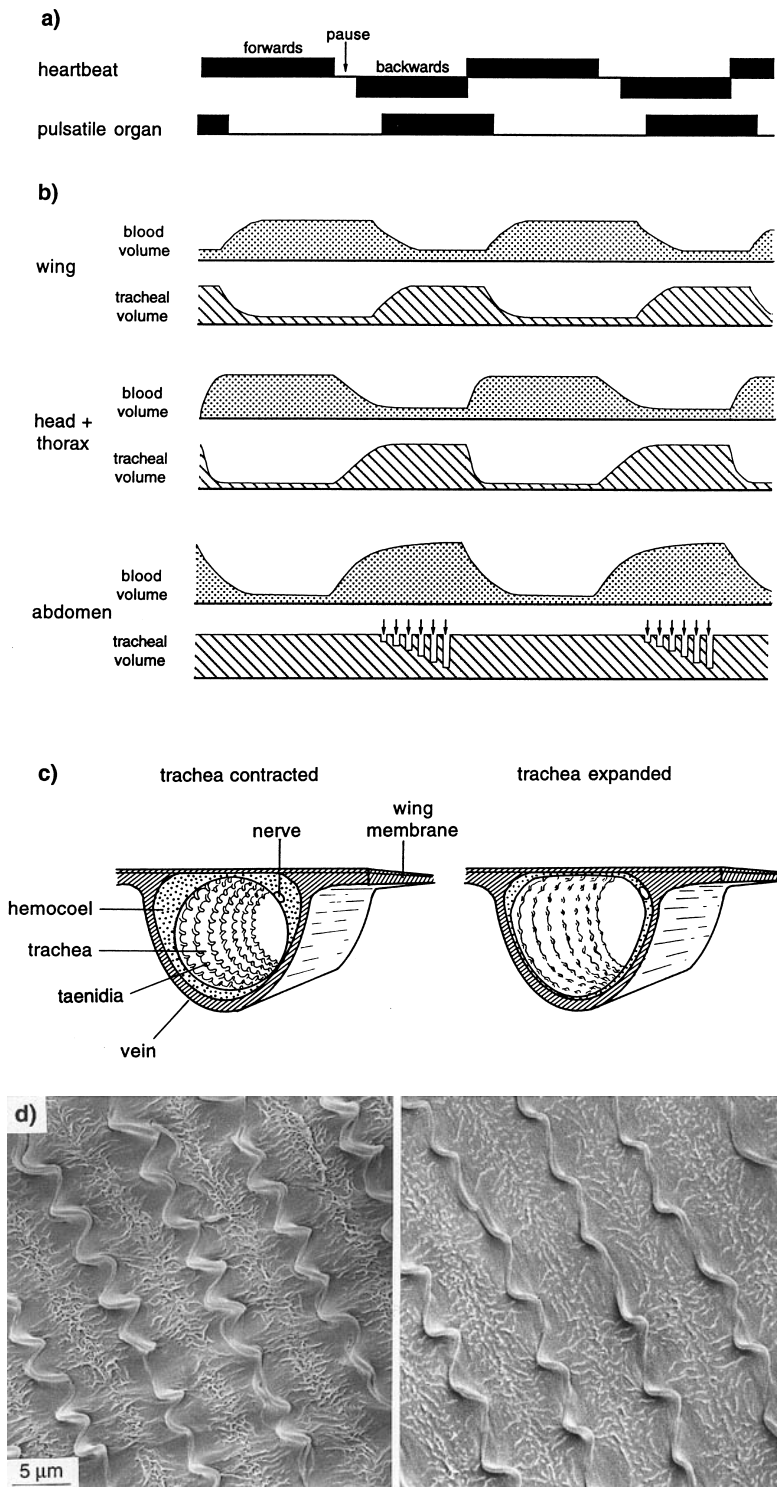 a)
pause
forwards
heartbeat
backwards
pulsatile organ
b)
blood
volume
wing
tracheal
volume
blood
volume
head +
thorax
tracheal
volume
blood
volume
abdomen
tracheal
volume
c)
trachea contracted
trachea expanded
wing
membrane
nerve
hemocoel
trachea
taenidia
vein
d)
5 µm